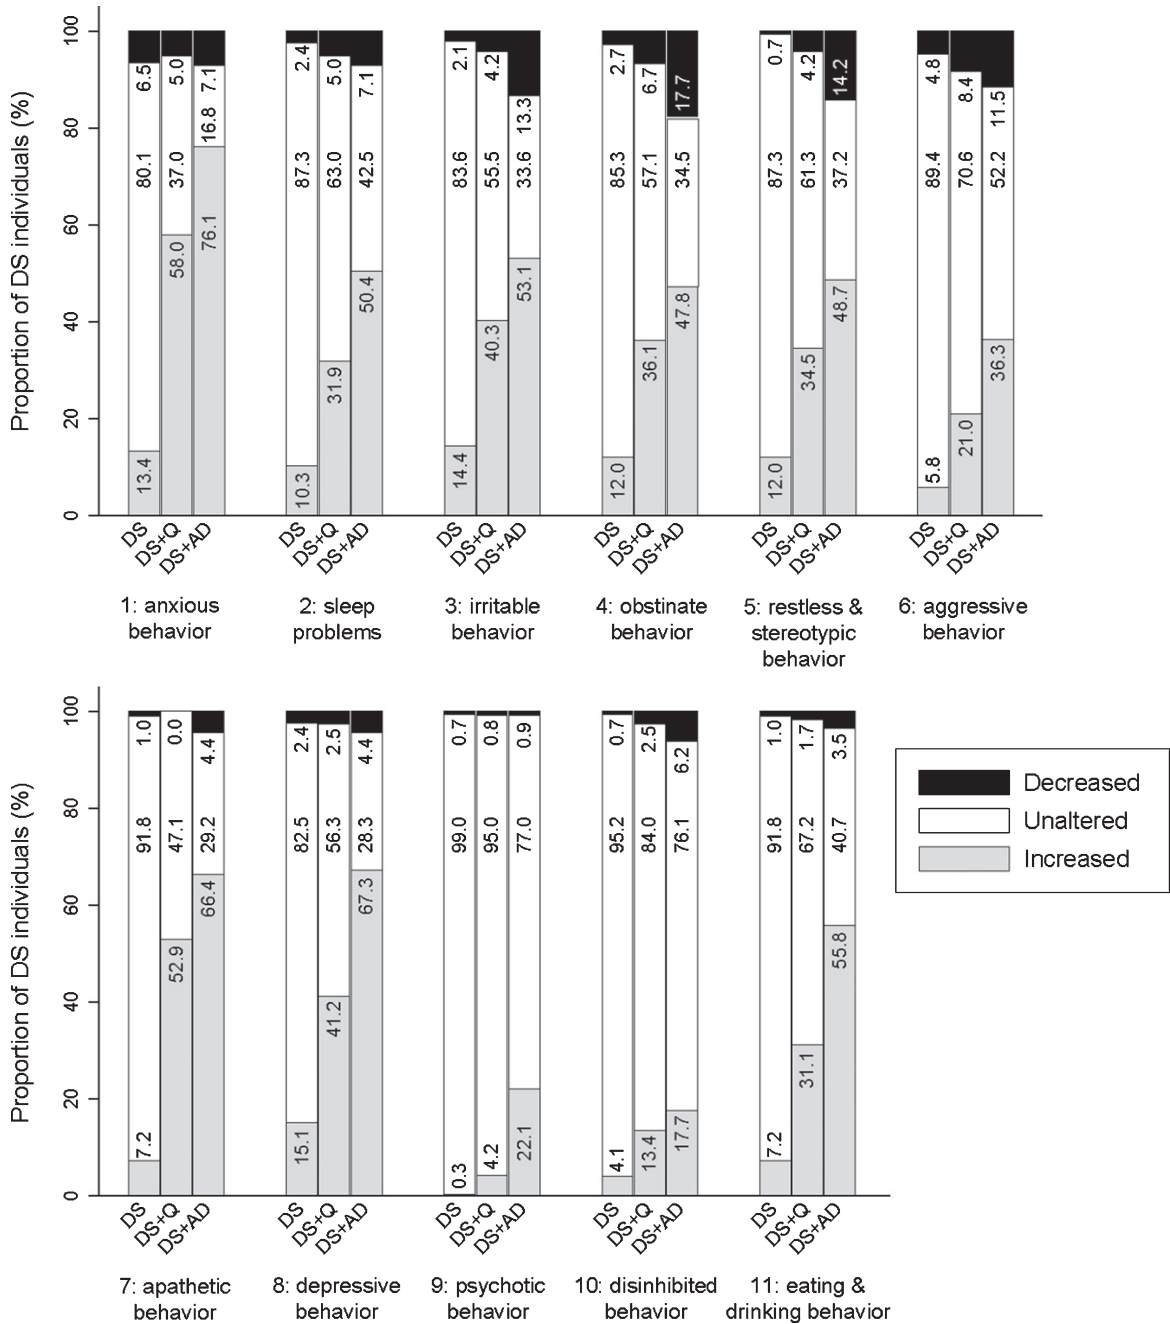 Proportion of DS individuals (%)
100
80
60
40
20
0
6.5 5.0 7.1
80.1 37.0 16.8
13.4 58.0 76.1
2.4 5.0 7.1
87.3 63.0 42.5
10.3 31.9 50.4
2.1 4.2 13.3
83.6 55.5 33.6
14.4 40.3 53.1
2.7 6.7 17.7
85.3 57.1 34.5
12.0 36.1 47.8
0.7 4.2 14.2
87.3 61.3 37.2
12.0 34.5 48.7
4.8 8.4 11.5
89.4 70.6 52.2
5.8 21.0 36.3
DS DS+Q DS+AD DS DS+Q DS+AD DS DS+Q DS+AD DS DS+Q DS+AD DS DS+Q DS+AD DS DS+Q DS+AD
1: anxious
behavior
2: sleep
problems
3: irritable
behavior
4: obstinate
behavior
5: restless &
stereotypic
behavior
6: aggressive
behavior
Proportion of DS individuals (%)
100
80
60
40
20
0
1.0 0.0 4.4
91.8 47.1 29.2
7.2 52.9 66.4
2.4 2.5 4.4
82.5 56.3 28.3
15.1 41.2 67.3
0.7 0.8 0.9
99.0 95.0 77.0
0.3 4.2 22.1
0.7 2.5 6.2
95.2 84.0 76.1
4.1 13.4 17.7
1.0 1.7 3.5
91.8 67.2 40.7
7.2 31.1 55.8
DS DS+Q DS+AD DS DS+Q DS+AD DS DS+Q DS+AD DS DS+Q DS+AD DS DS+Q DS+AD
7: apathetic
behavior
8: depressive
behavior
9: psychotic
behavior
10: disinhibited
behavior
11: eating &
drinking behavior
Decreased
Unaltered
Increased